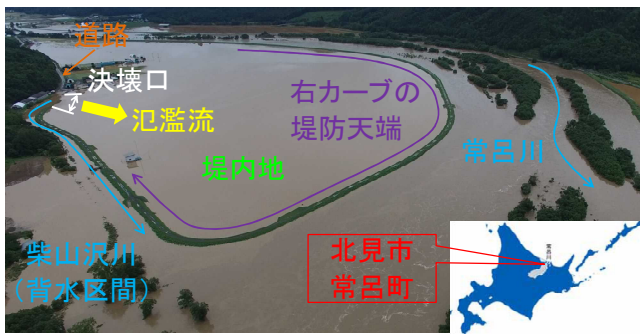 道路
決壊口
氾濫流
右カーブの
堤防天端
堤内地
常呂川
柴山沢川
(背水区間)
北見市
常呂町
常呂川